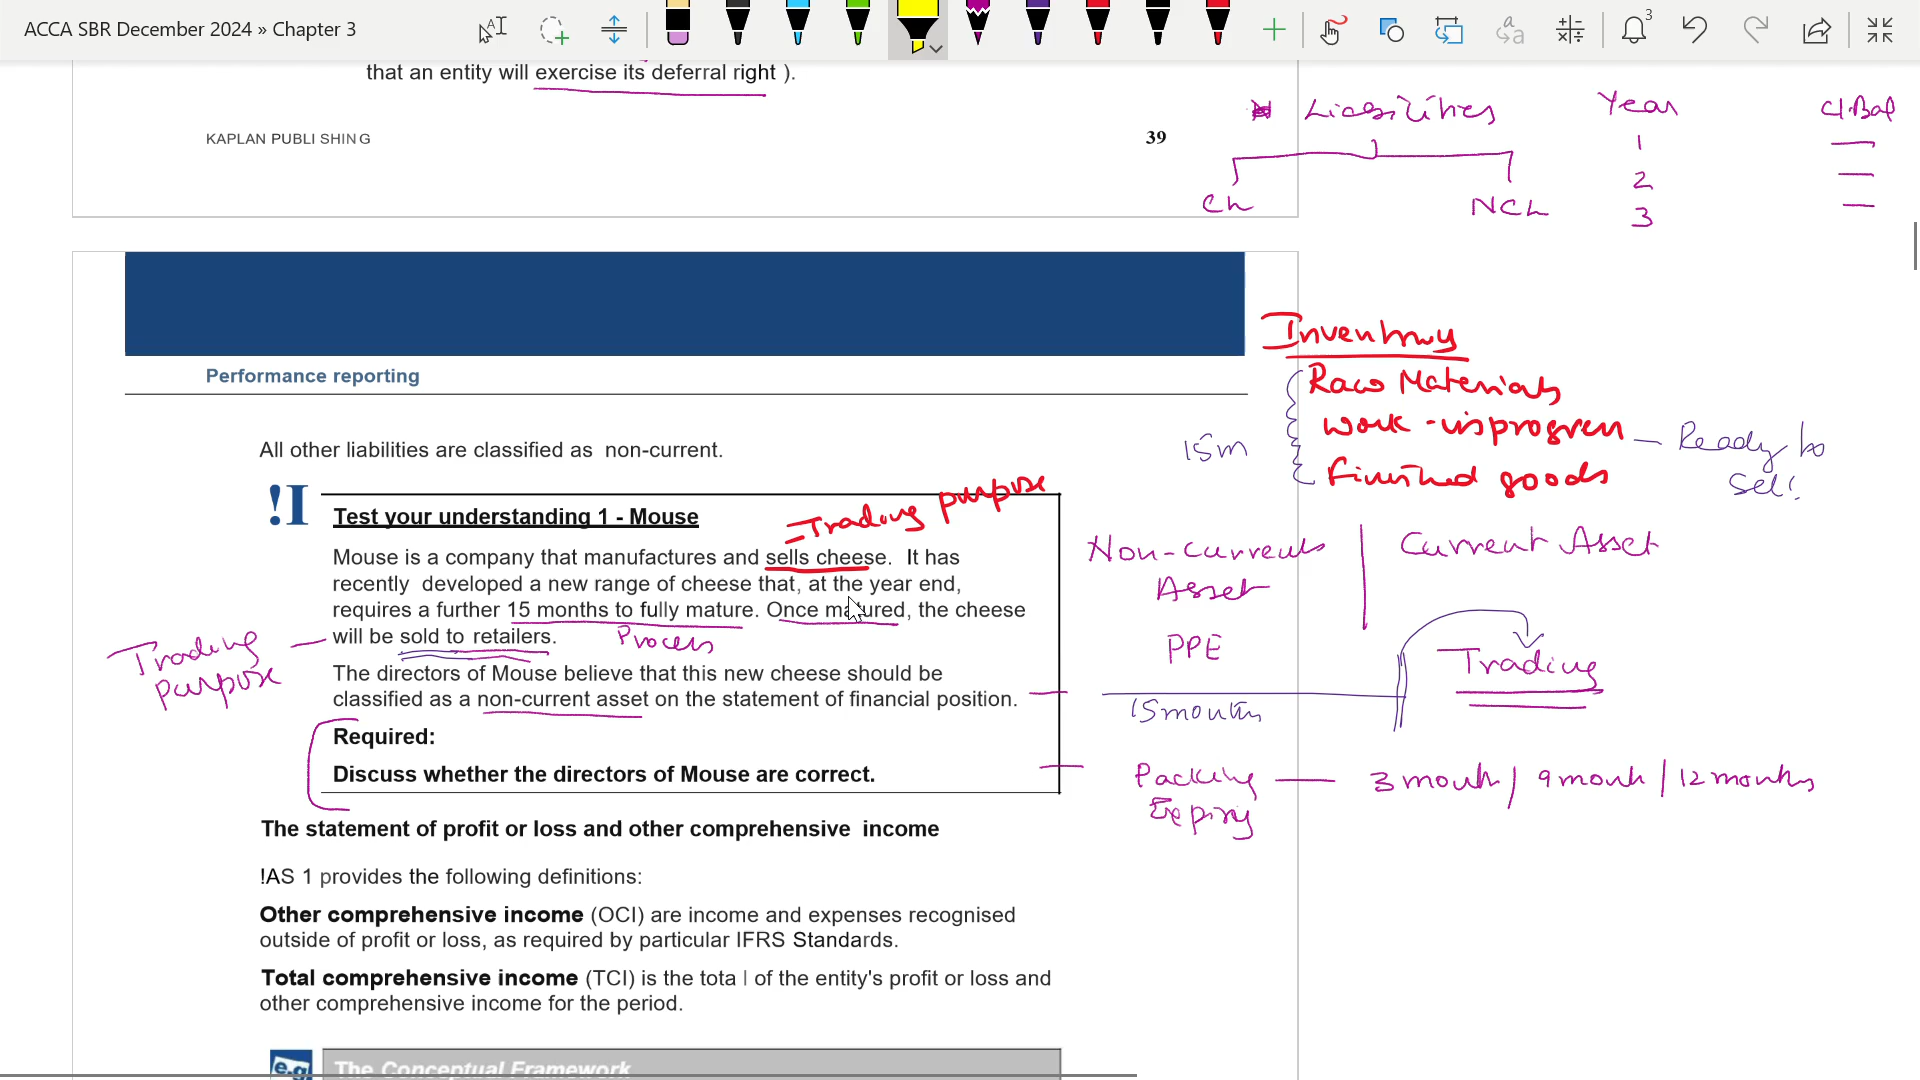 ACCA SBR December 2024 » Chapter 3
3
that an entity will exercise its deferral right ).
KAPLAN PUBLI SHING
39
Liabilities
CL
NCL
Year
1
2
3
Cl.Bal
Performance reporting
Inventory
Raw Materials
work-inprogress
Finished goods
15m
Ready to
Sell
All other liabilities are classified as non-current.
!I
Test your understanding 1 - Mouse
Trading purpose
Mouse is a company that manufactures and sells cheese. It has
recently developed a new range of cheese that, at the year end,
requires a further 15 months to fully mature. Once matured, the cheese
will be sold to retailers.
Process
Trading
purpose
The directors of Mouse believe that this new cheese should be
classified as a non-current asset on the statement of financial position.
Required:
Discuss whether the directors of Mouse are correct.
Non-current
Asset
PPE
15months
Current Asset
Trading
Packing
3 month / 9 month / 12 months
The statement of profit or loss and other comprehensive income
!AS 1 provides the following definitions:
Other comprehensive income (OCI) are income and expenses recognised
outside of profit or loss, as required by particular IFRS Standards.
Total comprehensive income (TCI) is the tota l of the entity's profit or loss and
other comprehensive income for the period.
e.g
The Conceptual Framework